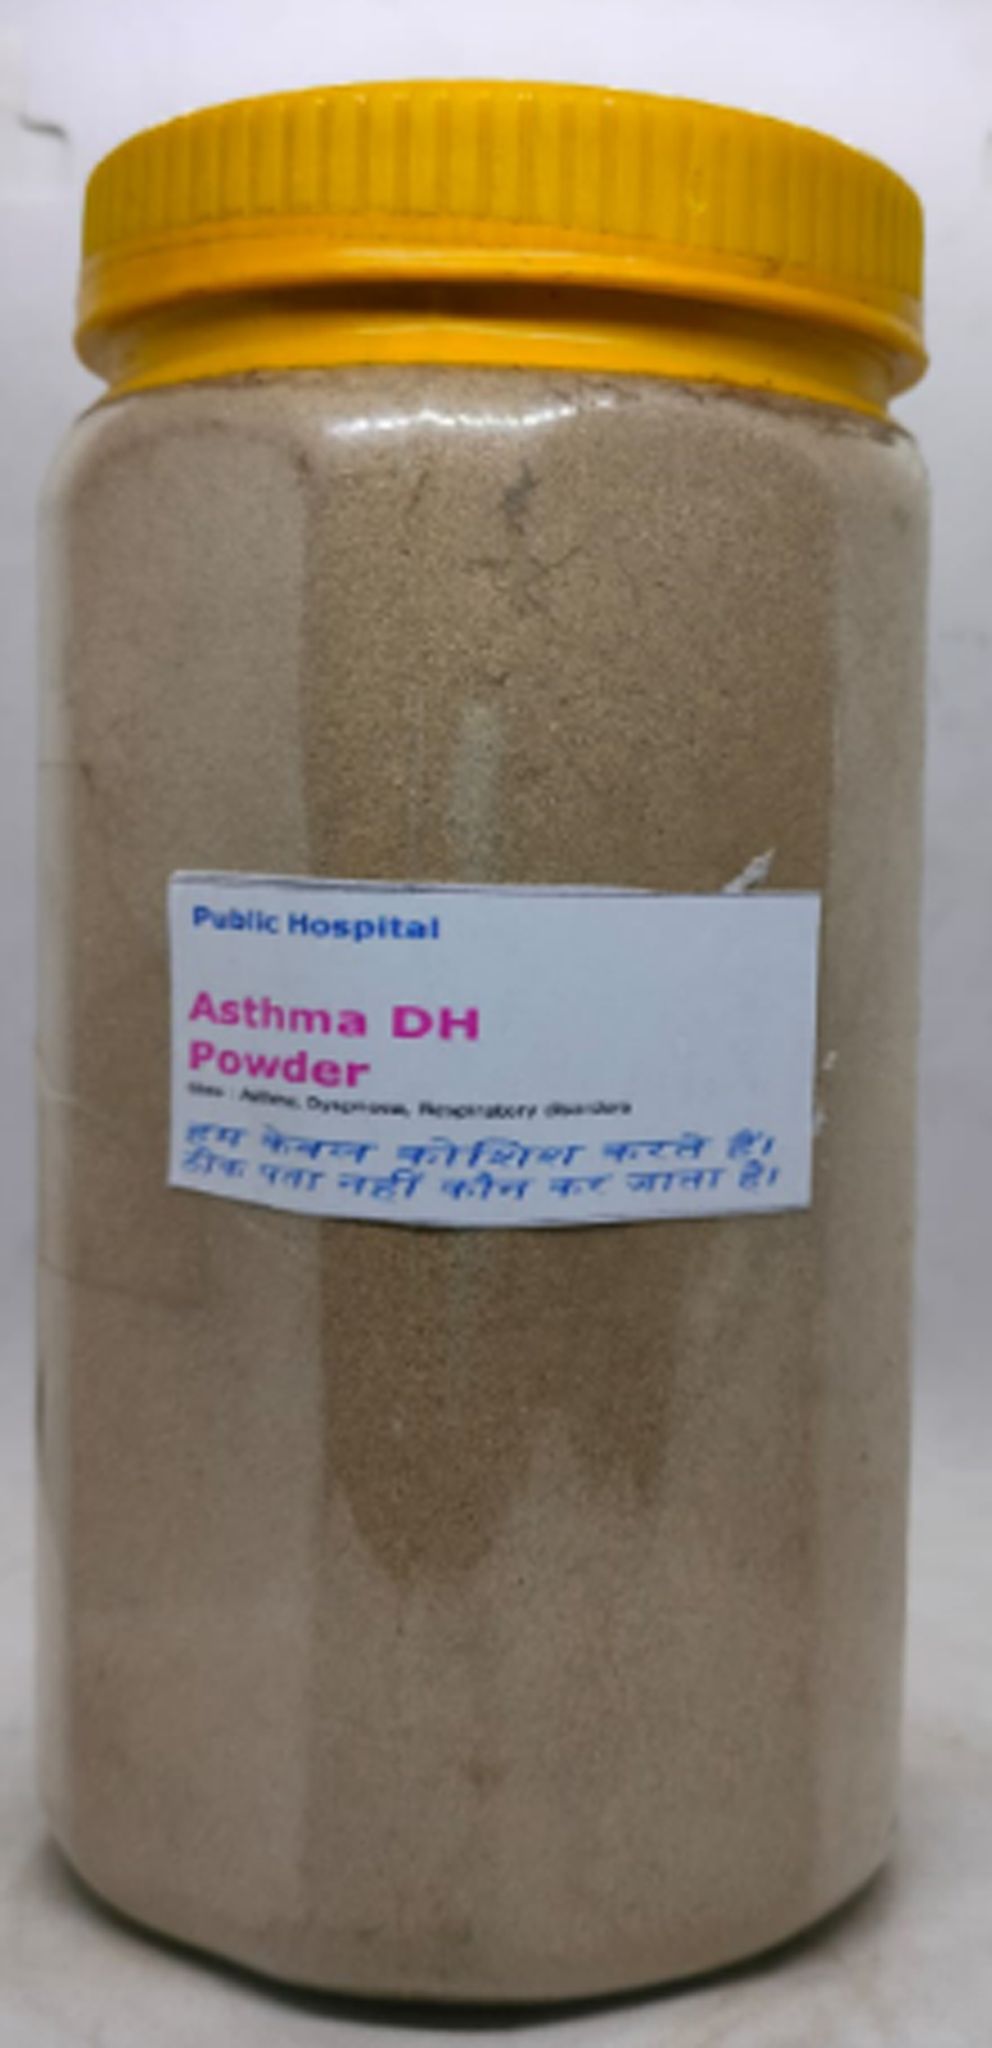 Public Hospital
Asthma DH
Powder
Uses : Asthma, Dyspnoea, Respiratory disorders
हम केवल कोशिश करते हैं।
ठीक पता नहीं कौन कर जाता है।